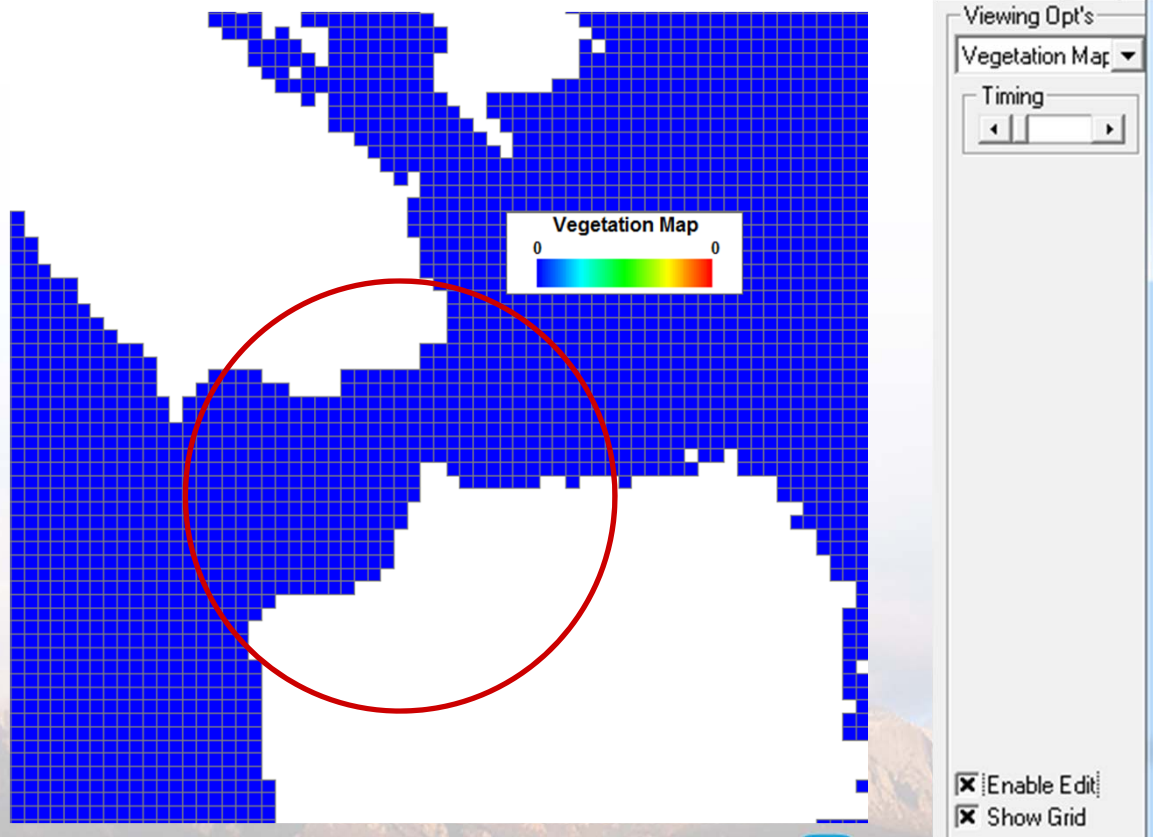 Viewing Opt's
Vegetation Map
Timing
Vegetation Map
0 0
Enable Edit
Show Grid